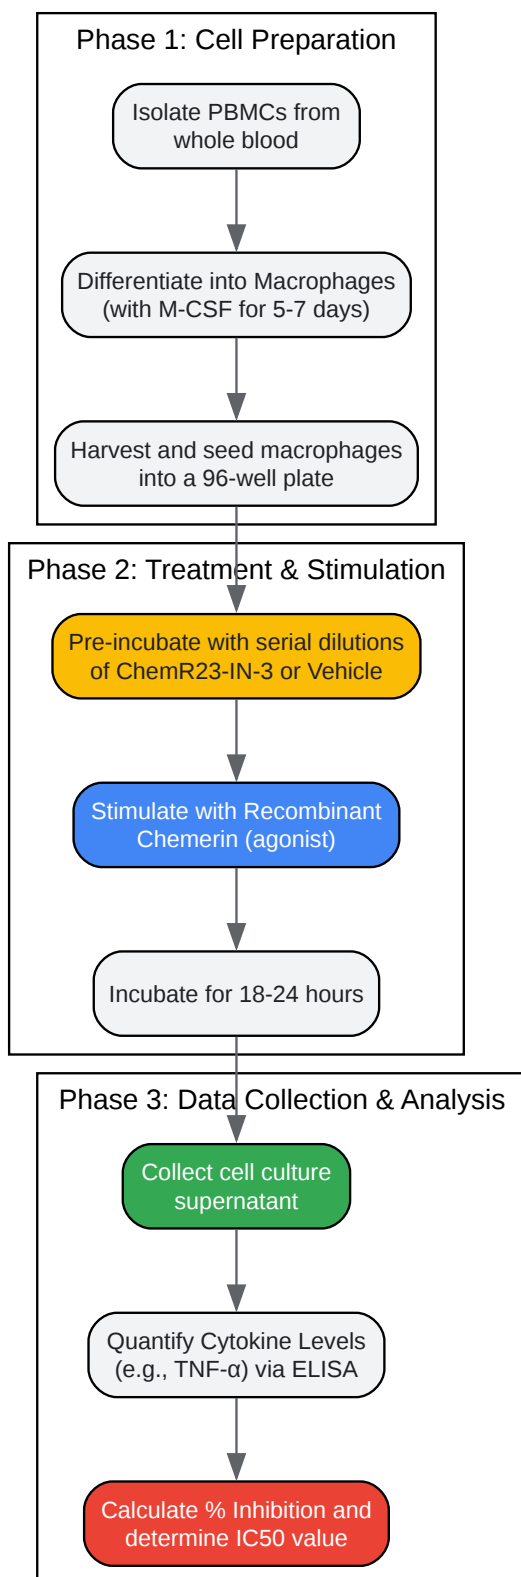 Phase 1: Cell Preparation
Isolate PBMCs from
whole blood
Differentiate into Macrophages
(with M-CSF for 5-7 days)
Harvest and seed macrophages
into a 96-well plate
Phase 2: Treatment & Stimulation
Pre-incubate with serial dilutions
of ChemR23-IN-3 or Vehicle
Stimulate with Recombinant
Chemerin (agonist)
Incubate for 18-24 hours
Phase 3: Data Collection & Analysis
Collect cell culture
supernatant
Quantify Cytokine Levels
(e.g., TNF-α) via ELISA
Calculate % Inhibition and
determine IC50 value